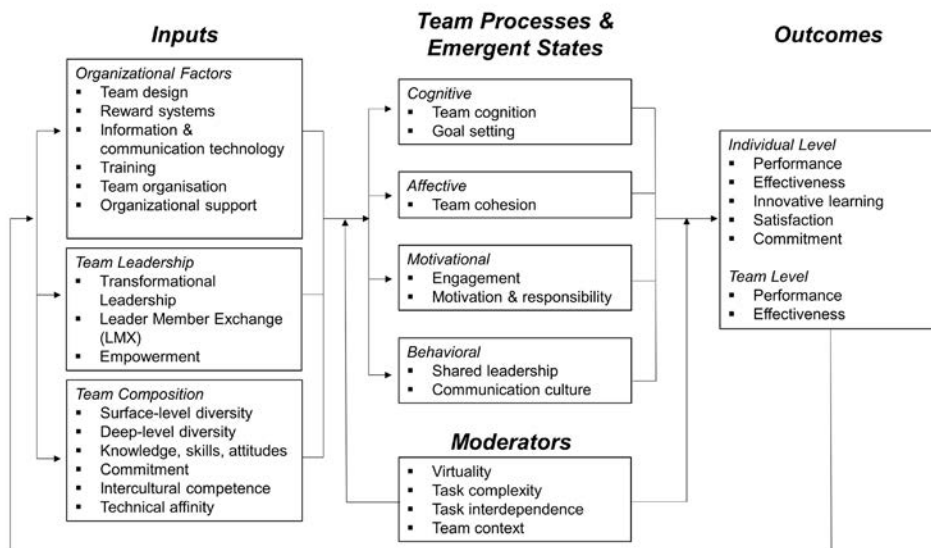 Inputs
Organizational Factors
▪ Team design
▪ Reward systems
▪ Information &
communication technology
▪ Training
▪ Team organisation
▪ Organizational support
Team Leadership
▪ Transformational
Leadership
▪ Leader Member Exchange
(LMX)
▪ Empowerment
Team Composition
▪ Surface-level diversity
▪ Deep-level diversity
▪ Knowledge, skills, attitudes
▪ Commitment
▪ Intercultural competence
▪ Technical affinity
Team Processes &
Emergent States
Cognitive
▪ Team cognition
▪ Goal setting
Affective
▪ Team cohesion
Motivational
▪ Engagement
▪ Motivation & responsibility
Behavioral
▪ Shared leadership
▪ Communication culture
Moderators
▪ Virtuality
▪ Task complexity
▪ Task interdependence
▪ Team context
Outcomes
Individual Level
▪ Performance
▪ Effectiveness
▪ Innovative learning
▪ Satisfaction
▪ Commitment
Team Level
▪ Performance
▪ Effectiveness